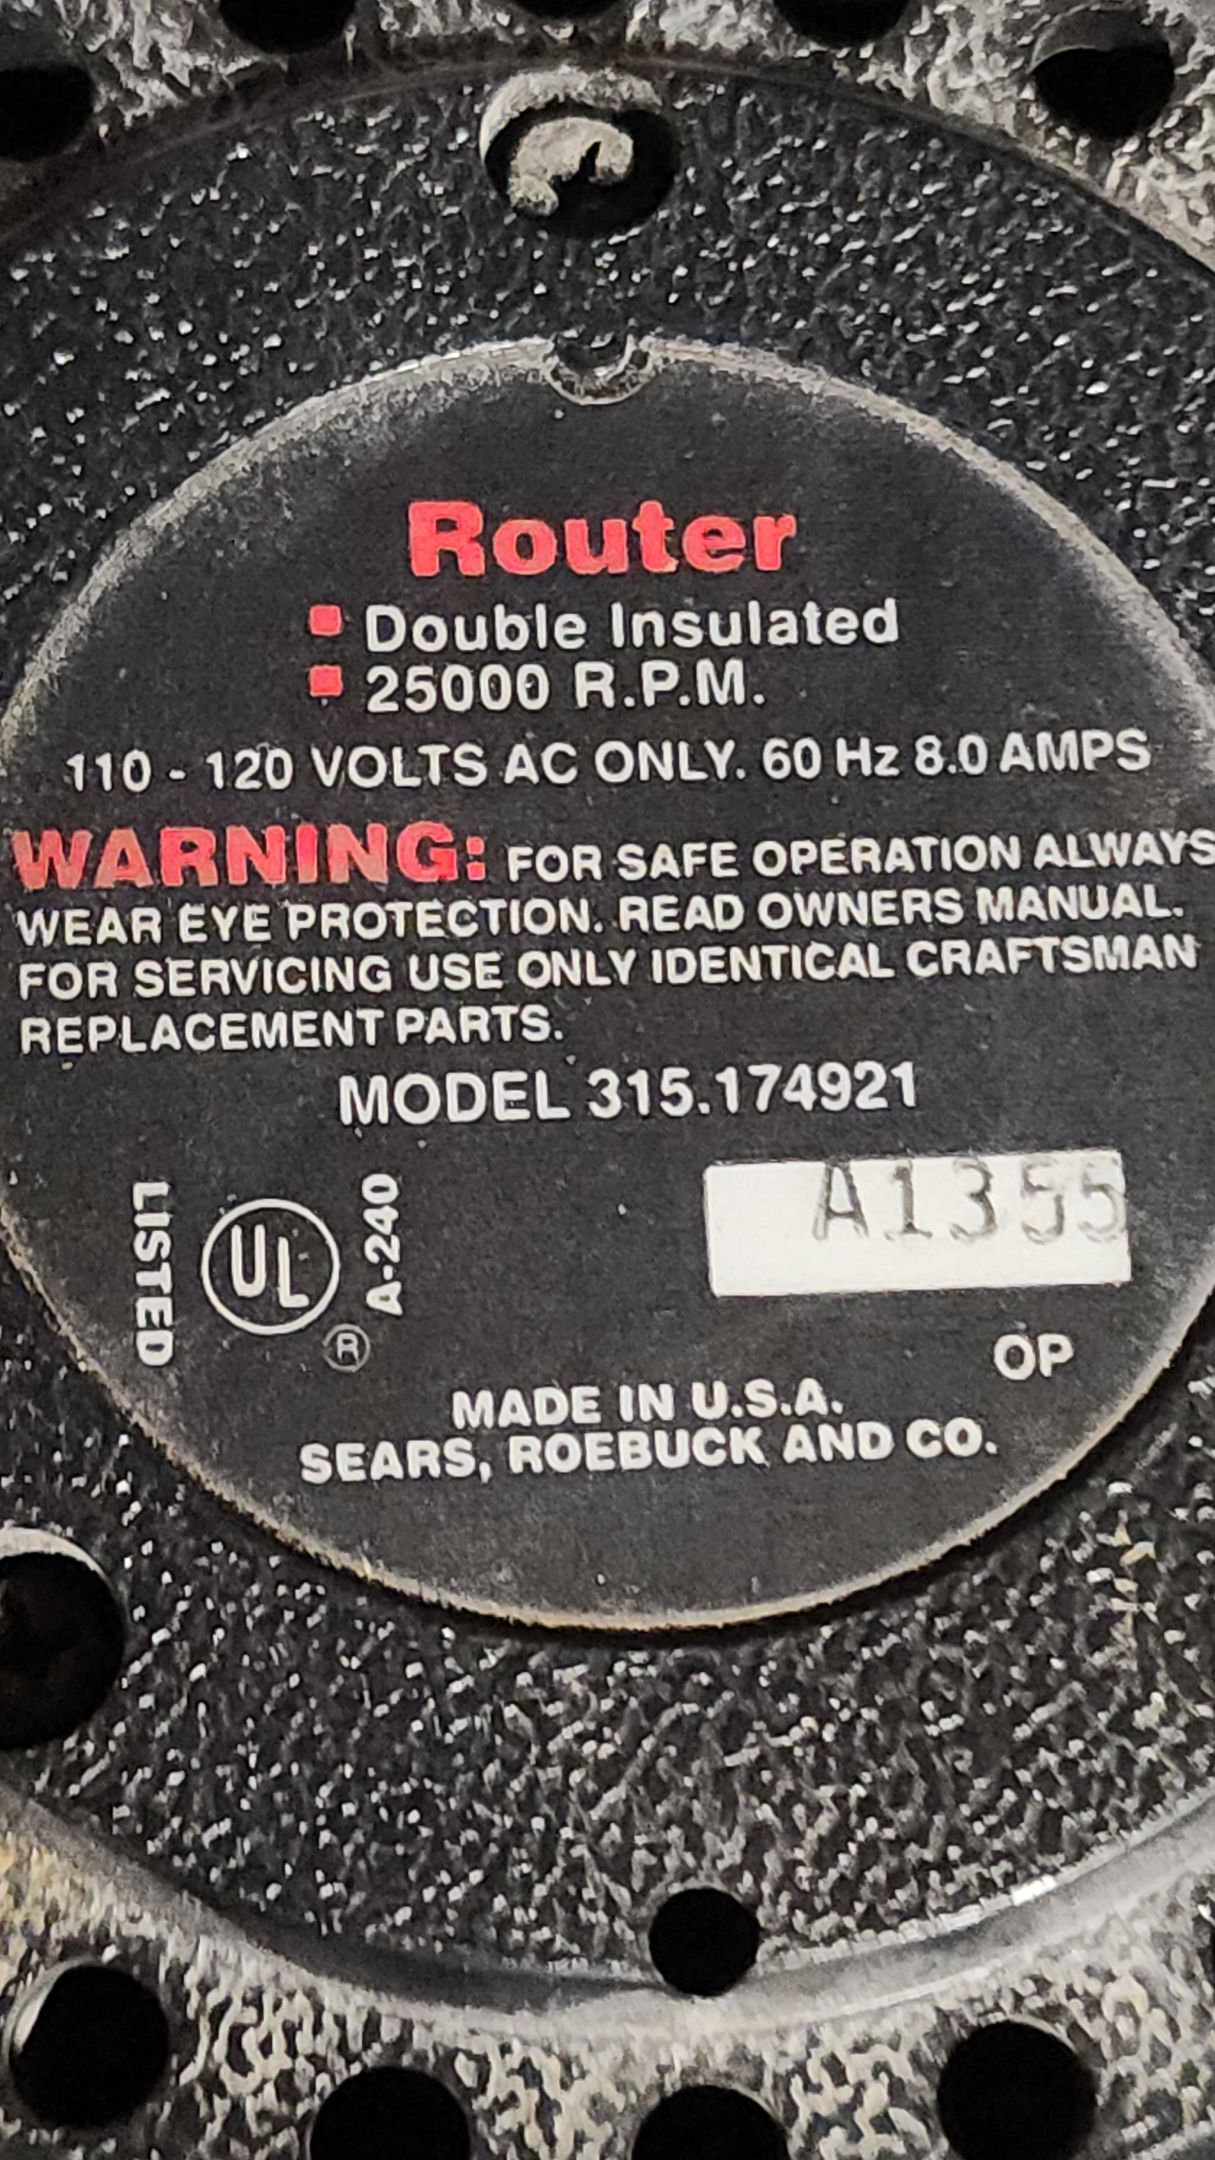 Router
Double Insulated
25000 R.P.M.
110 - 120 VOLTS AC ONLY. 60 Hz 8.0 AMPS
WARNING: FOR SAFE OPERATION ALWAYS
WEAR EYE PROTECTION. READ OWNERS MANUAL.
FOR SERVICING USE ONLY IDENTICAL CRAFTSMAN
REPLACEMENT PARTS.
MODEL 315.174921
LISTED
UL
®
A-240
A1355
OP
MADE IN U.S.A.
SEARS, ROEBUCK AND CO.